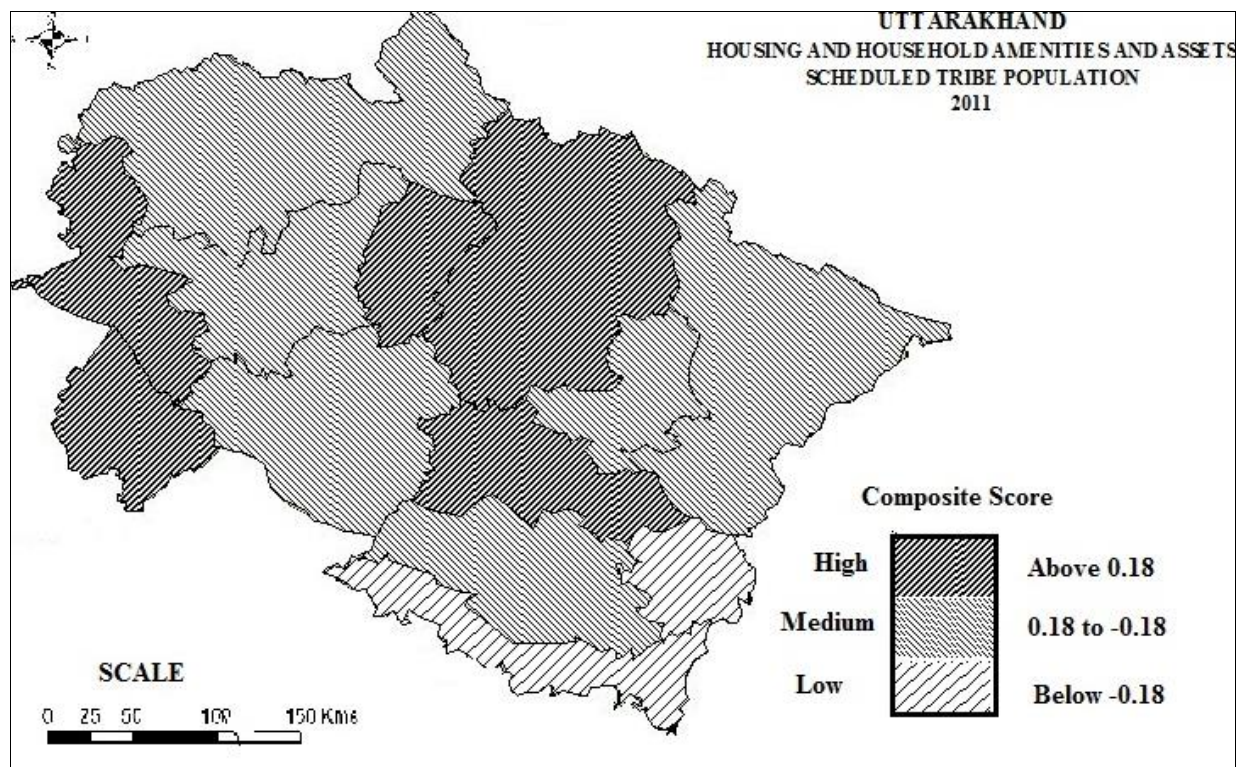 UTTARAKHAND
HOUSING AND HOUSEHOLD AMENITIES AND ASSETS
SCHEDULED TRIBE POPULATION
2011
Composite Score
High Above 0.18
Medium 0.18 to -0.18
Low Below -0.18
SCALE
0 25 50 100 150 Kms